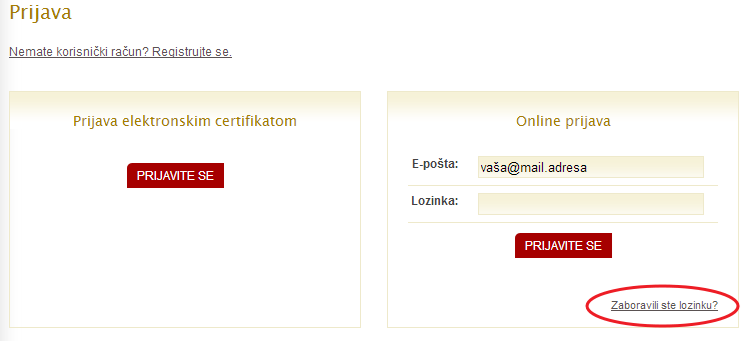 Prijava
Nemate korisnički račun? Registrujte se.
Prijava elektronskim certifikatom
PRIJAVITE SE
Online prijava
E-pošta: vaša@mail.adresa
Lozinka:
PRIJAVITE SE
Zaboravili ste lozinku?